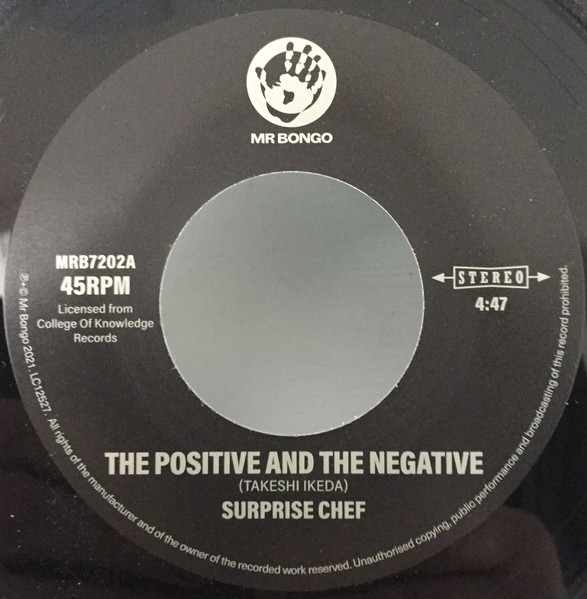 MR BONGO
MRB7202A
45RPM
Licensed from
College Of Knowledge
Records
STEREO
4:47
THE POSITIVE AND THE NEGATIVE
(TAKESHI IKEDA)
SURPRISE CHEF
℗+© Mr Bongo 2021, LC12527. All rights of the manufacturer and of the owner of the recorded work reserved. Unauthorised copying, public performance and broadcasting of this record prohibited.